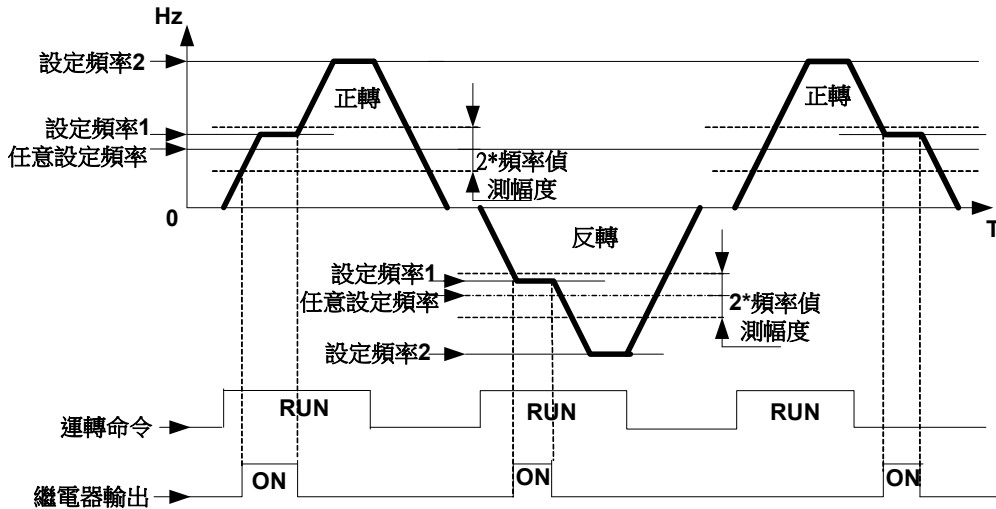 Hz
設定頻率2
正轉
正轉
設定頻率1
任意設定頻率
2*頻率偵
測幅度
0
T
反轉
設定頻率1
任意設定頻率
2*頻率偵
測幅度
設定頻率2
運轉命令
RUN
RUN
RUN
繼電器輸出
ON
ON
ON